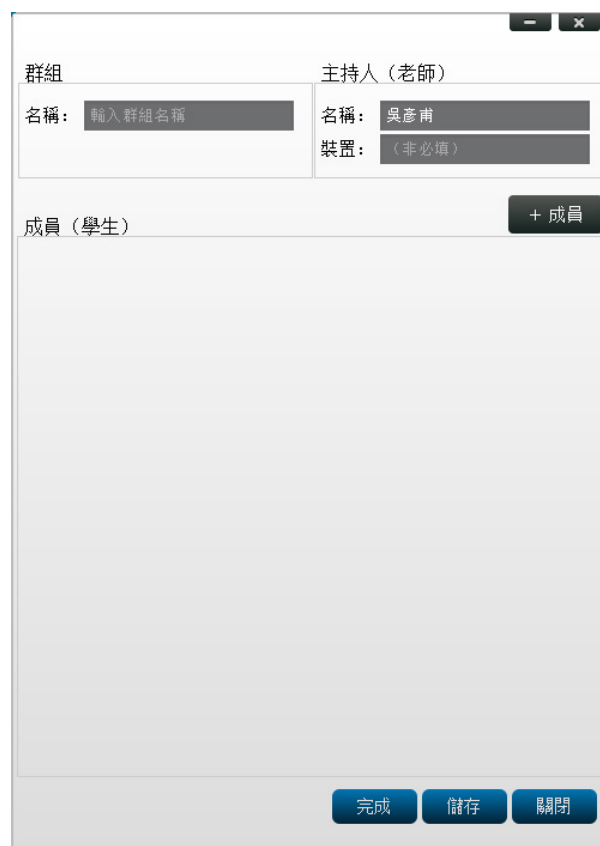 群組
名稱： 輸入群組名稱
主持人（老師）
名稱： 吳彥甫
裝置： （非必填）
+ 成員
成員（學生）
完成 儲存 關閉